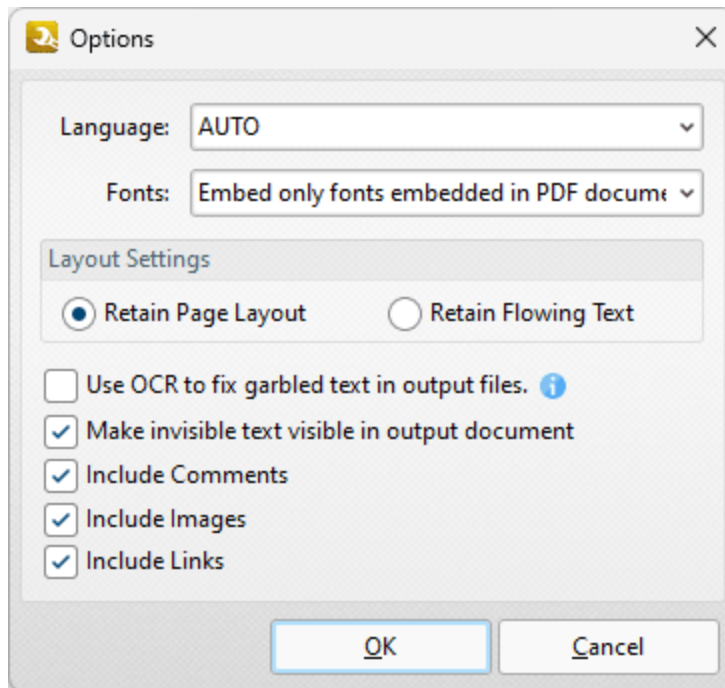 Options
Language: AUTO
Fonts: Embed only fonts embedded in PDF docume
Layout Settings
Retain Page Layout Retain Flowing Text
Use OCR to fix garbled text in output files. i
Make invisible text visible in output document
Include Comments
Include Images
Include Links
OK Cancel